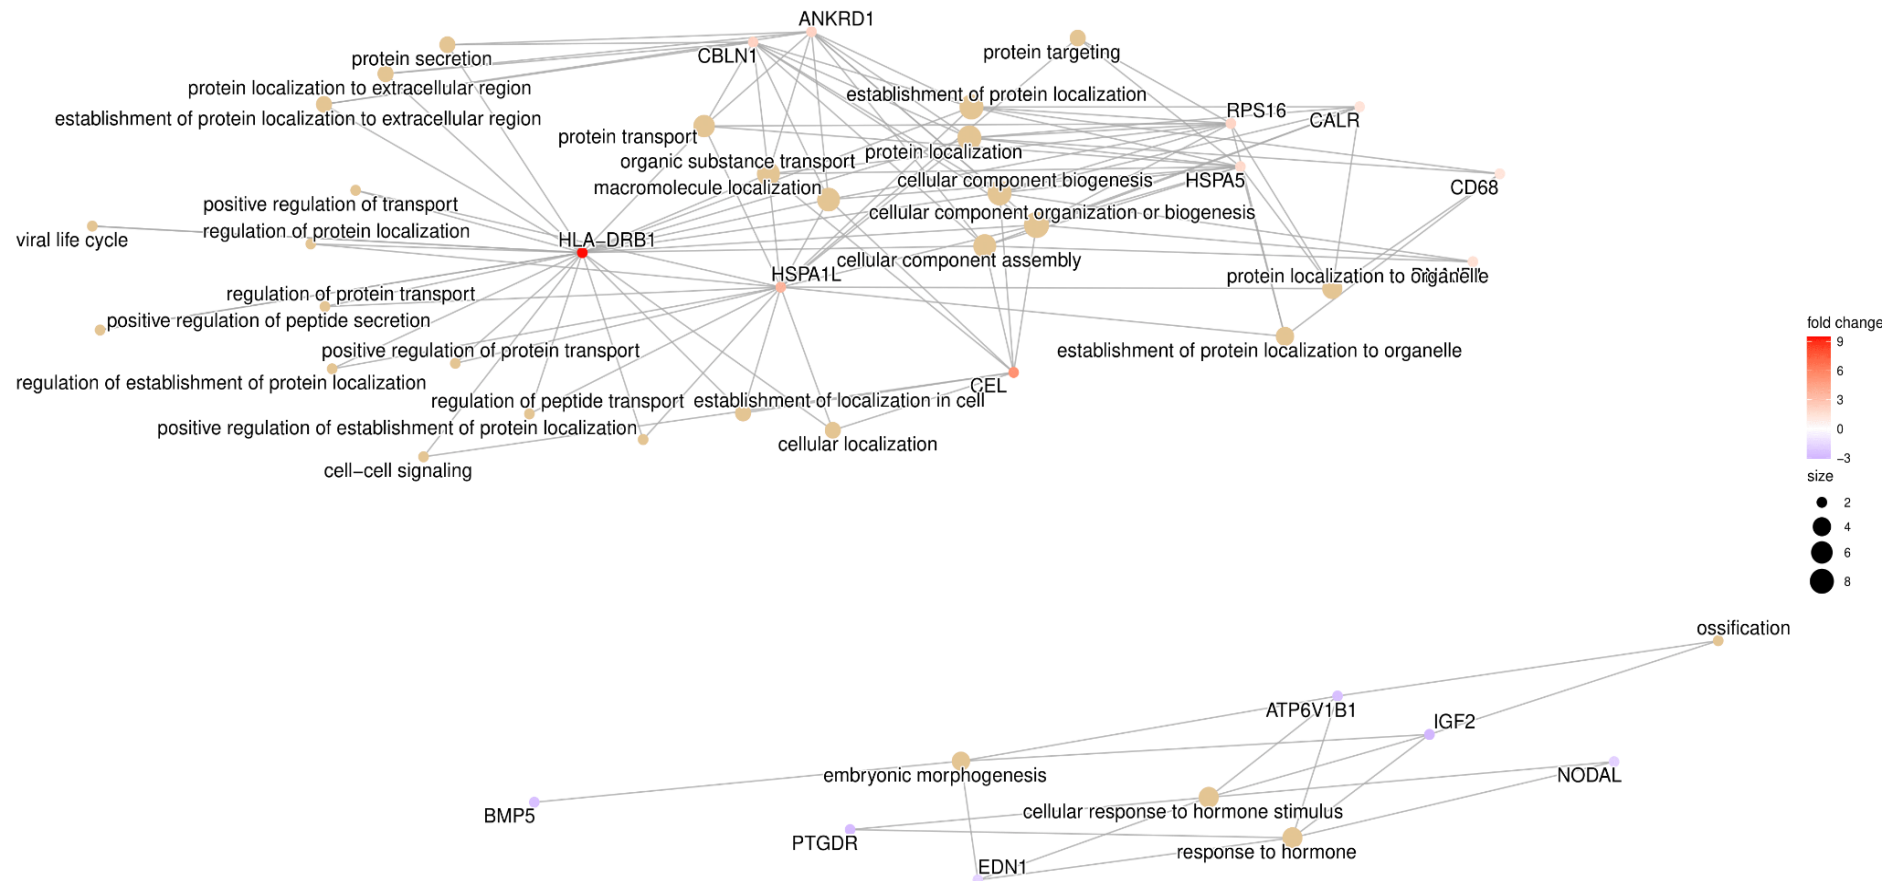 ANKRD1
protein secretion
CBLN1
protein targeting
protein localization to extracellular region
establishment of protein localization
establishment of protein localization to extracellular region
RPS16
CALR
protein transport
protein localization
organic substance transport
cellular component biogenesis
HSPA5
CD68
macromolecule localization
positive regulation of transport
cellular component organization or biogenesis
regulation of protein localization
viral life cycle
HLA−DRB1
cellular component assembly
HSPA1L
protein localization to organelle
regulation of protein transport
positive regulation of peptide secretion
fold change
positive regulation of protein transport
establishment of protein localization to organelle
9
regulation of establishment of protein localization
CEL
6
regulation of peptide transport
establishment of localization in cell
3
positive regulation of establishment of protein localization
0
cellular localization
−3
cell−cell signaling
size
2
4
6
8
ossification
ATP6V1B1
IGF2
embryonic morphogenesis
NODAL
BMP5
cellular response to hormone stimulus
PTGDR
response to hormone
EDN1